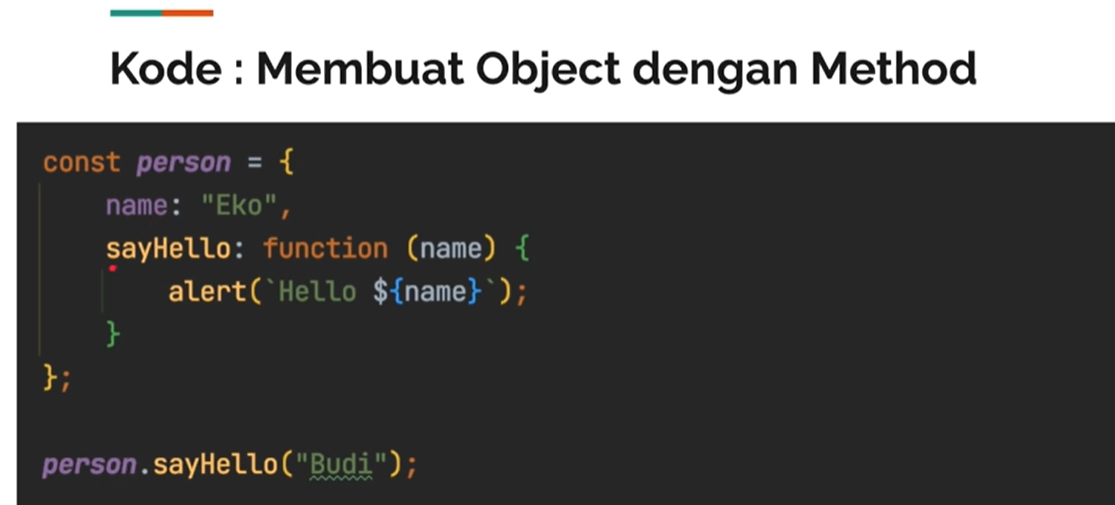 Kode : Membuat Object dengan Method
const person = {
    name: "Eko",
    sayHello: function (name) {
        alert(`Hello ${name}`);
    }
};
person.sayHello("Budi");